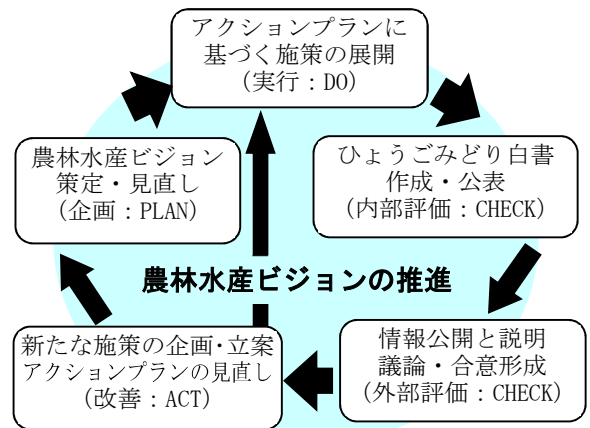 アクションプランに
基づく施策の展開
(実行：DO)
農林水産ビジョン
策定・見直し
(企画：PLAN)
ひょうごみどり白書
作成・公表
(内部評価：CHECK)
農林水産ビジョンの推進
新たな施策の企画・立案
アクションプランの見直し
(改善：ACT)
情報公開と説明
議論・合意形成
(外部評価：CHECK)